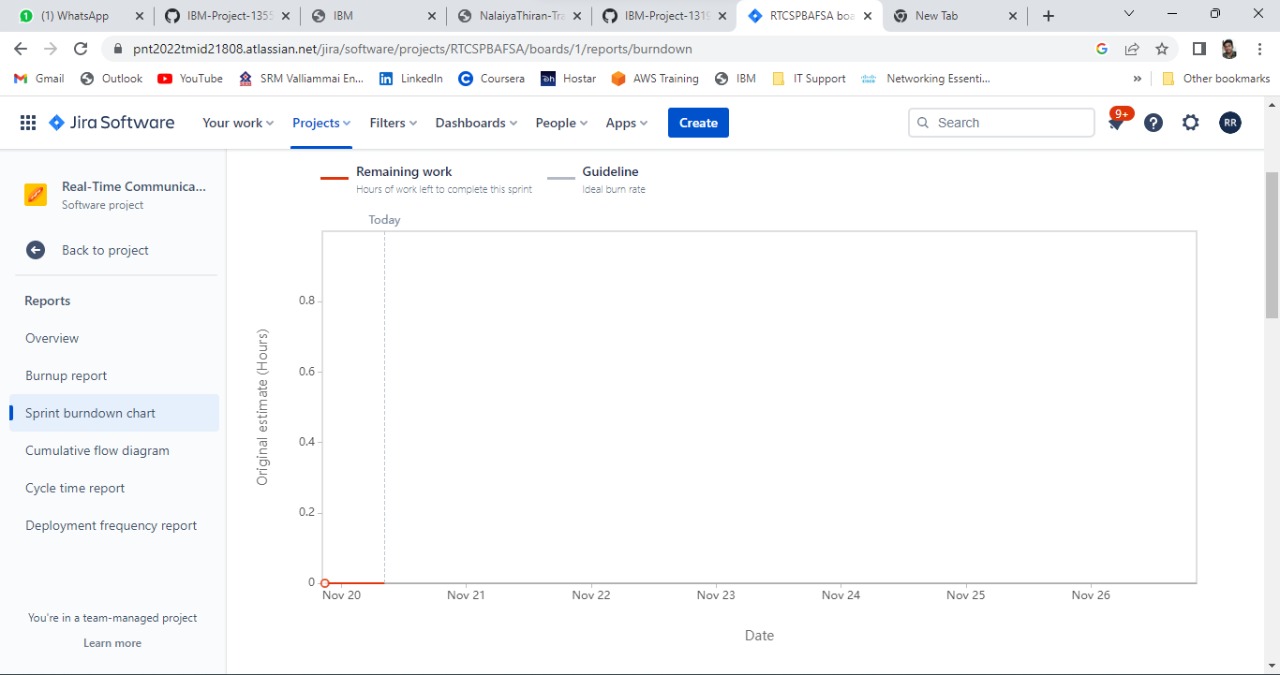 (1) WhatsApp
IBM-Project-1355
IBM
NalaiyaThiran-Tra
IBM-Project-1319
RTCSPBAFSA boa
New Tab
pnt2022tmid21808.atlassian.net/jira/software/projects/RTCSPBAFSA/boards/1/reports/burndown
Gmail
Outlook
YouTube
SRM Valliammai En...
LinkedIn
Coursera
Hostar
AWS Training
IBM
IT Support
Networking Essenti...
»
Other bookmarks
Jira Software
Your work
Projects
Filters
Dashboards
People
Apps
Create
Search
9+
RR
Real-Time Communica...
Software project
Back to project
Reports
Overview
Burnup report
Sprint burndown chart
Cumulative flow diagram
Cycle time report
Deployment frequency report
You're in a team-managed project
Learn more
Remaining work
Hours of work left to complete this sprint
Guideline
Ideal burn rate
Today
Original estimate (Hours)
0.8
0.6
0.4
0.2
0
Nov 20
Nov 21
Nov 22
Nov 23
Nov 24
Nov 25
Nov 26
Date